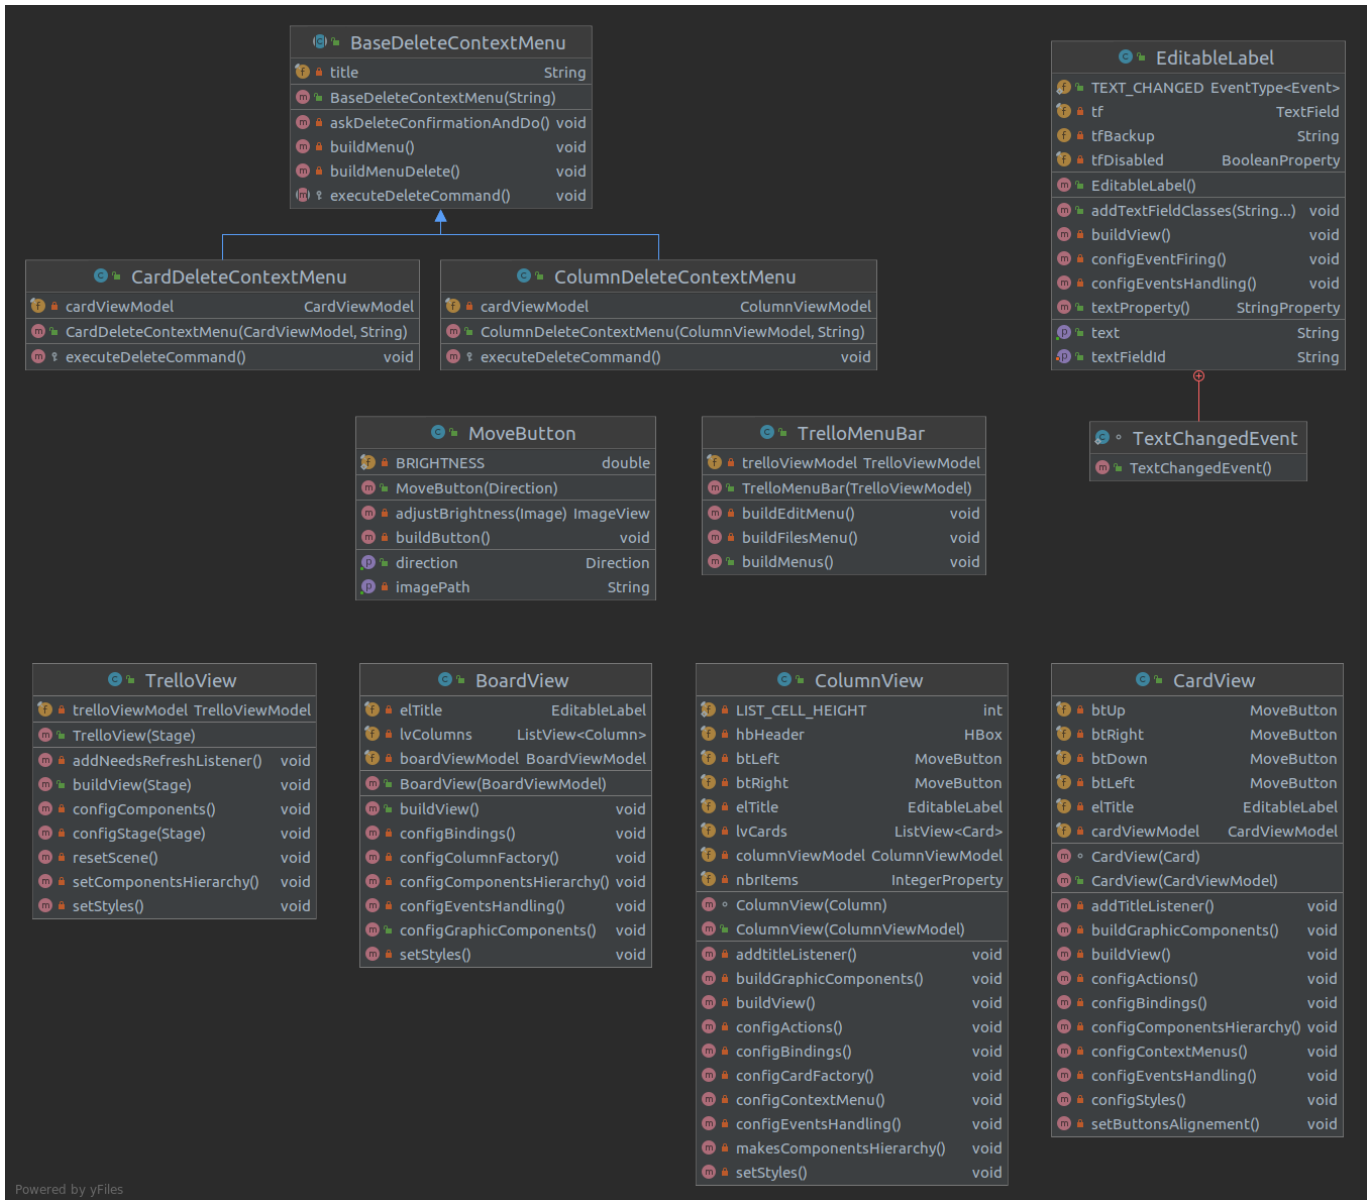 BaseDeleteContextMenu
title String
BaseDeleteContextMenu(String)
askDeleteConfirmationAndDo() void
buildMenu() void
buildMenuDelete() void
executeDeleteCommand() void
EditableLabel
TEXT_CHANGED EventType<Event>
tf TextField
tfBackup String
tfDisabled BooleanProperty
EditableLabel()
addTextFieldClasses(String...) void
buildView() void
configEventFiring() void
configEventsHandling() void
textProperty() StringProperty
text String
textFieldId String
CardDeleteContextMenu
cardViewModel CardViewModel
CardDeleteContextMenu(CardViewModel, String)
executeDeleteCommand() void
ColumnDeleteContextMenu
cardViewModel ColumnViewModel
ColumnDeleteContextMenu(ColumnViewModel, String)
executeDeleteCommand() void
MoveButton
BRIGHTNESS double
MoveButton(Direction)
adjustBrightness(Image) ImageView
buildButton() void
direction Direction
imagePath String
TrelloMenuBar
trelloViewModel TrelloViewModel
TrelloMenuBar(TrelloViewModel)
buildEditMenu() void
buildFilesMenu() void
buildMenus() void
TextChangedEvent
TextChangedEvent()
TrelloView
trelloViewModel TrelloViewModel
TrelloView(Stage)
addNeedsRefreshListener() void
buildView(Stage) void
configComponents() void
configStage(Stage) void
resetScene() void
setComponentsHierarchy() void
setStyles() void
BoardView
elTitle EditableLabel
lvColumns ListView<Column>
boardViewModel BoardViewModel
BoardView(BoardViewModel)
buildView() void
configBindings() void
configColumnFactory() void
configComponentsHierarchy() void
configEventsHandling() void
configGraphicComponents() void
setStyles() void
ColumnView
LIST_CELL_HEIGHT int
hbHeader HBox
btLeft MoveButton
btRight MoveButton
elTitle EditableLabel
lvCards ListView<Card>
columnViewModel ColumnViewModel
nbrItems IntegerProperty
ColumnView(Column)
ColumnView(ColumnViewModel)
addtitleListener() void
buildGraphicComponents() void
buildView() void
configActions() void
configBindings() void
configCardFactory() void
configContextMenu() void
configEventsHandling() void
makesComponentsHierarchy() void
setStyles() void
CardView
btUp MoveButton
btRight MoveButton
btDown MoveButton
btLeft MoveButton
elTitle EditableLabel
cardViewModel CardViewModel
CardView(Card)
CardView(CardViewModel)
addTitleListener() void
buildGraphicComponents() void
buildView() void
configActions() void
configBindings() void
configComponentsHierarchy() void
configContextMenus() void
configEventsHandling() void
configStyles() void
setButtonsAlignement() void
Powered by yFiles